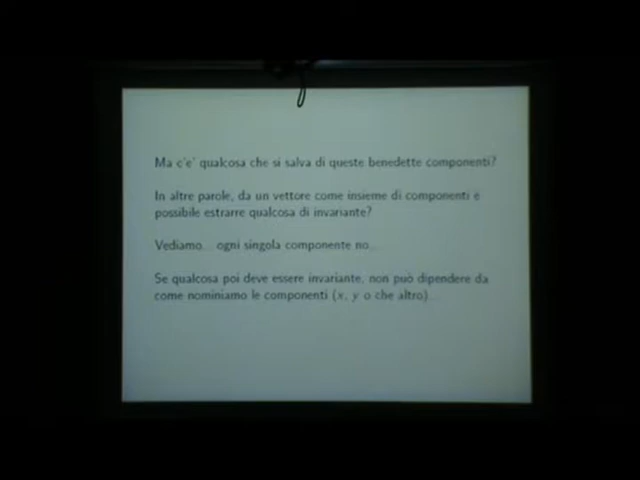 Ma c'e' qualcosa che si salva di queste benedette componenti?
In altre parole, da un vettore come insieme di componenti e
possibile estrarre qualcosa di invariante?
Vediamo... ogni singola componente no...
Se qualcosa poi deve essere invariante, non può dipendere da
come nominiamo le componenti (x, y o che altro)...